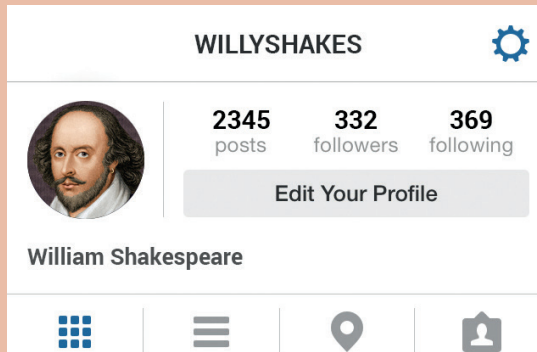 WILLYSHAKES
2345 332 369
posts followers following
Edit Your Profile
William Shakespeare